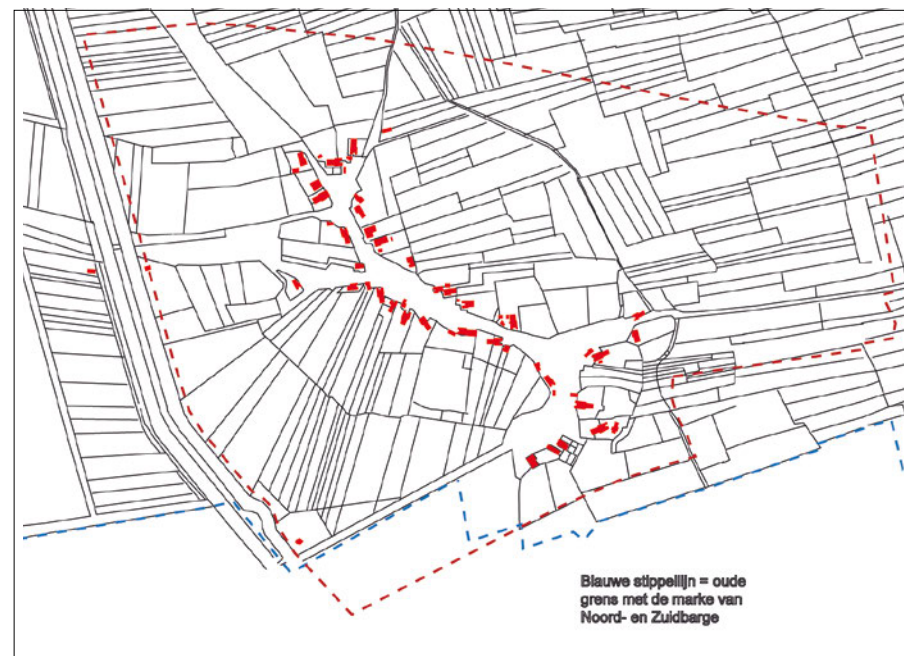 Blauwe stippellijn = oude
grens met de marke van
Noord- en Zuidbarge